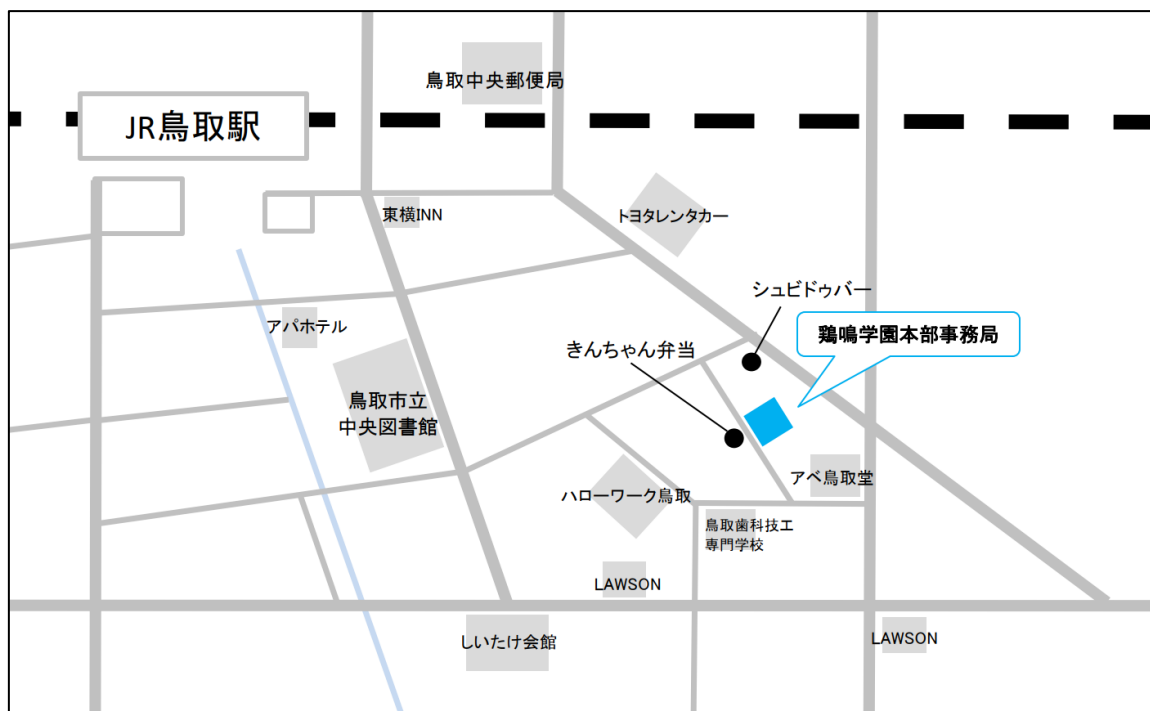 鳥取中央郵便局
JR鳥取駅
東横INN
トヨタレンタカー
シュビドゥバー
アパホテル
鶏鳴学園本部事務局
きんちゃん弁当
鳥取市立
中央図書館
アベ鳥取堂
ハローワーク鳥取
鳥取歯科技工
専門学校
LAWSON
しいたけ会館
LAWSON